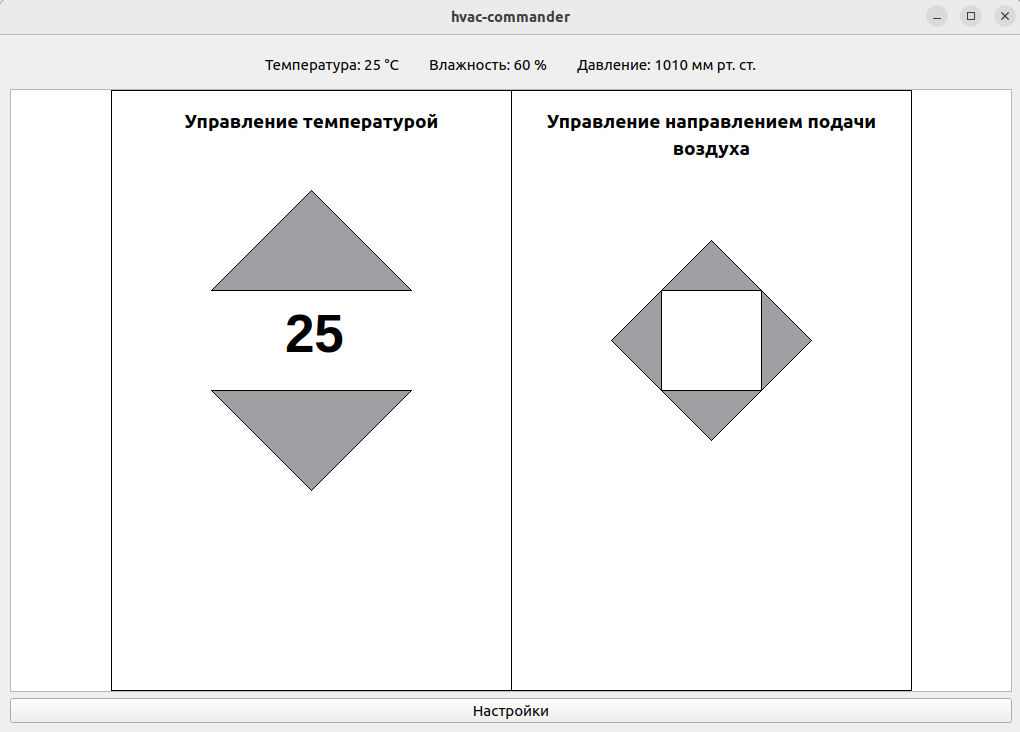 hvac-commander
Температура: 25 °C Влажность: 60 % Давление: 1010 мм рт. ст.
Управление температурой
25
Управление направлением подачи
воздуха
Настройки